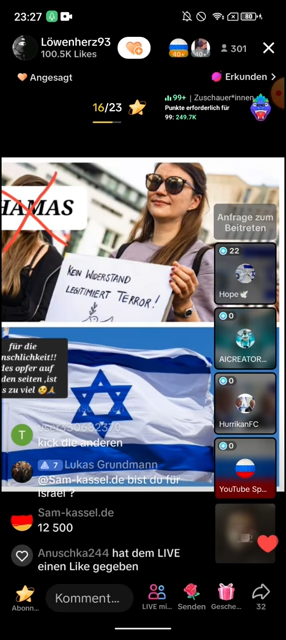 23:27
80
Löwenherz93
100.5K Likes
40+
40+
301
Angesagt
Erkunden >
16/23
99+ | Zuschauer*innen
Punkte erforderlich für
99: 249.7K
HAMAS
KEIN WIDERSTAND
LEGITIMIERT TERROR!
Anfrage zum
Beitreten
22
Hope
0
AICREATOR...
0
HurrikanFC
0
YouTube Sp...
für die
nschlichkeit!!
des opfer auf
den seiten ,ist
s zu viel
T
kick die anderen
7 Lukas Grundmann
@Sam-kassel.de bist du für
Israel ?
Sam-kassel.de
12 500
Anuschka244 hat dem LIVE
einen Like gegeben
Abonn...
Komment...
LIVE mi...
Senden
Gesche...
32